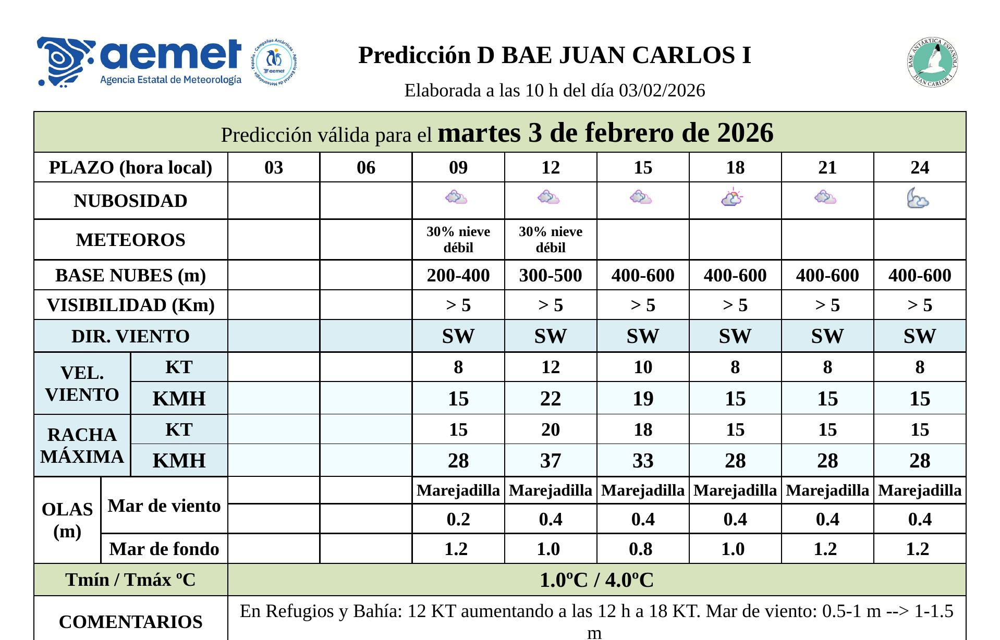 aemet
Agencia Estatal de Meteorología
Campañas Antárticas · Agencia Estatal de Meteorología · España ·
aemet
Predicción D BAE JUAN CARLOS I
Elaborada a las 10 h del día 03/02/2026
BASE ANTÁRTICA ESPAÑOLA
JUAN CARLOS I
Predicción válida para el martes 3 de febrero de 2026
PLAZO (hora local) 03 06 09 12 15 18 21 24
NUBOSIDAD
METEOROS 30% nieve débil 30% nieve débil
BASE NUBES (m) 200-400 300-500 400-600 400-600 400-600 400-600
VISIBILIDAD (Km) > 5 > 5 > 5 > 5 > 5 > 5
DIR. VIENTO SW SW SW SW SW SW
VEL. VIENTO
KT 8 12 10 8 8 8
KMH 15 22 19 15 15 15
RACHA MÁXIMA
KT 15 20 18 15 15 15
KMH 28 37 33 28 28 28
OLAS (m)
Mar de viento Marejadilla Marejadilla Marejadilla Marejadilla Marejadilla Marejadilla
0.2 0.4 0.4 0.4 0.4 0.4
Mar de fondo 1.2 1.0 0.8 1.0 1.2 1.2
Tmín / Tmáx ºC 1.0ºC / 4.0ºC
COMENTARIOS En Refugios y Bahía: 12 KT aumentando a las 12 h a 18 KT. Mar de viento: 0.5-1 m --> 1-1.5
m